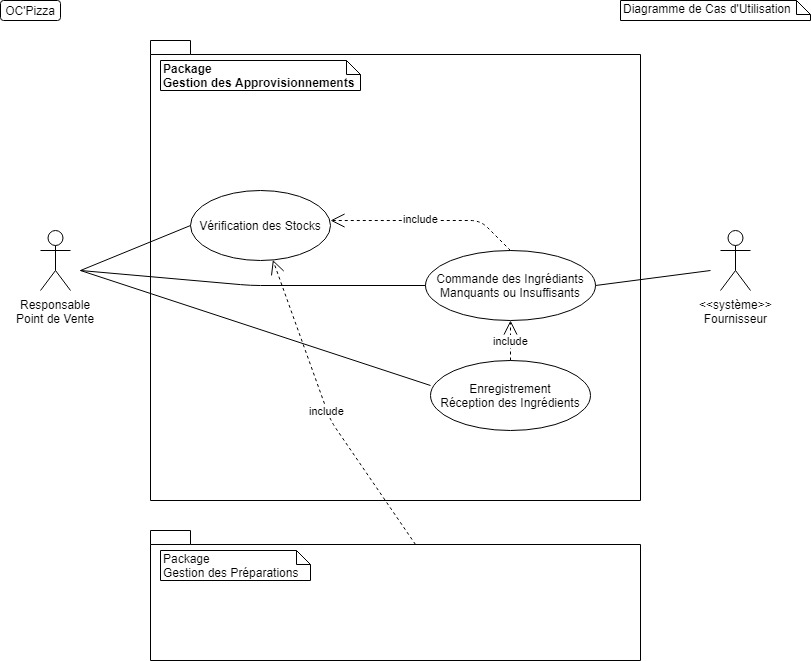 OC'Pizza
Diagramme de Cas d'Utilisation
Package
Gestion des Approvisionnements
Vérification des Stocks
include
Commande des Ingrédiants
Manquants ou Insuffisants
Responsable
Point de Vente
<<système>>
Fournisseur
include
Enregistrement
Réception des Ingrédients
include
Package
Gestion des Préparations